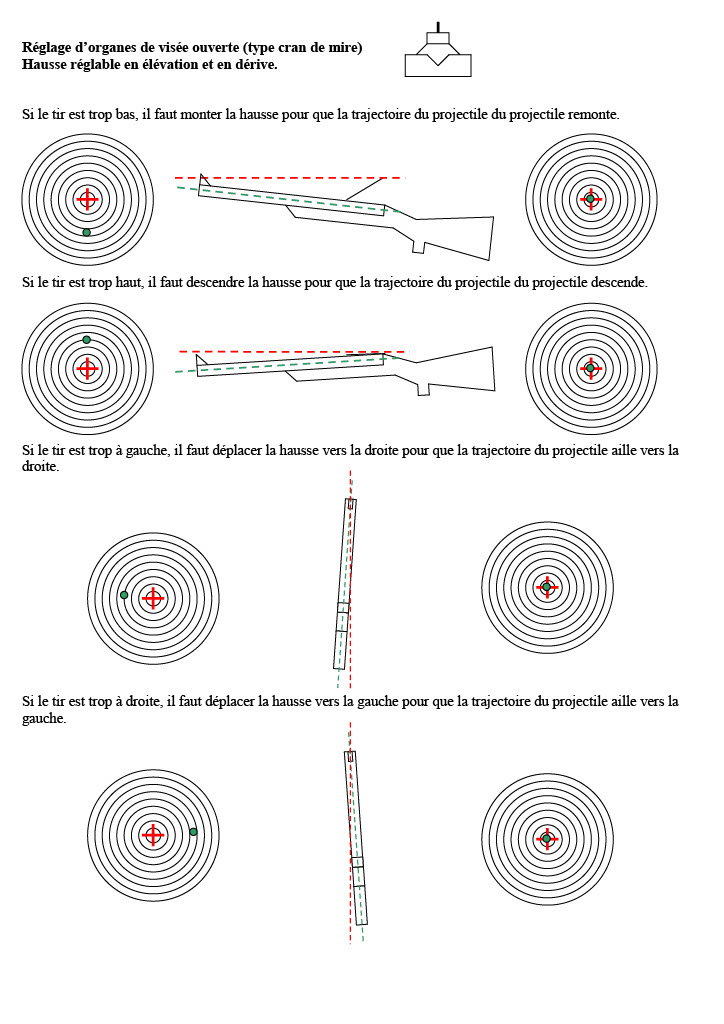 Réglage d’organes de visée ouverte (type cran de mire)
Hausse réglable en élévation et en dérive.
Si le tir est trop bas, il faut monter la hausse pour que la trajectoire du projectile du projectile remonte.
Si le tir est trop haut, il faut descendre la hausse pour que la trajectoire du projectile du projectile descende.
Si le tir est trop à gauche, il faut déplacer la hausse vers la droite pour que la trajectoire du projectile aille vers la
droite.
Si le tir est trop à droite, il faut déplacer la hausse vers la gauche pour que la trajectoire du projectile aille vers la
gauche.